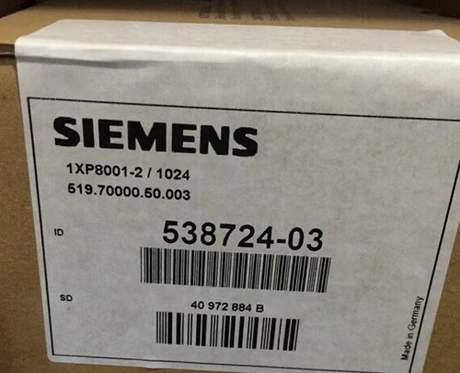 SIEMENS
1XP8001-2 / 1024
519.70000.50.003
ID
538724-03
SD
40 972 884 B
Made in Germany